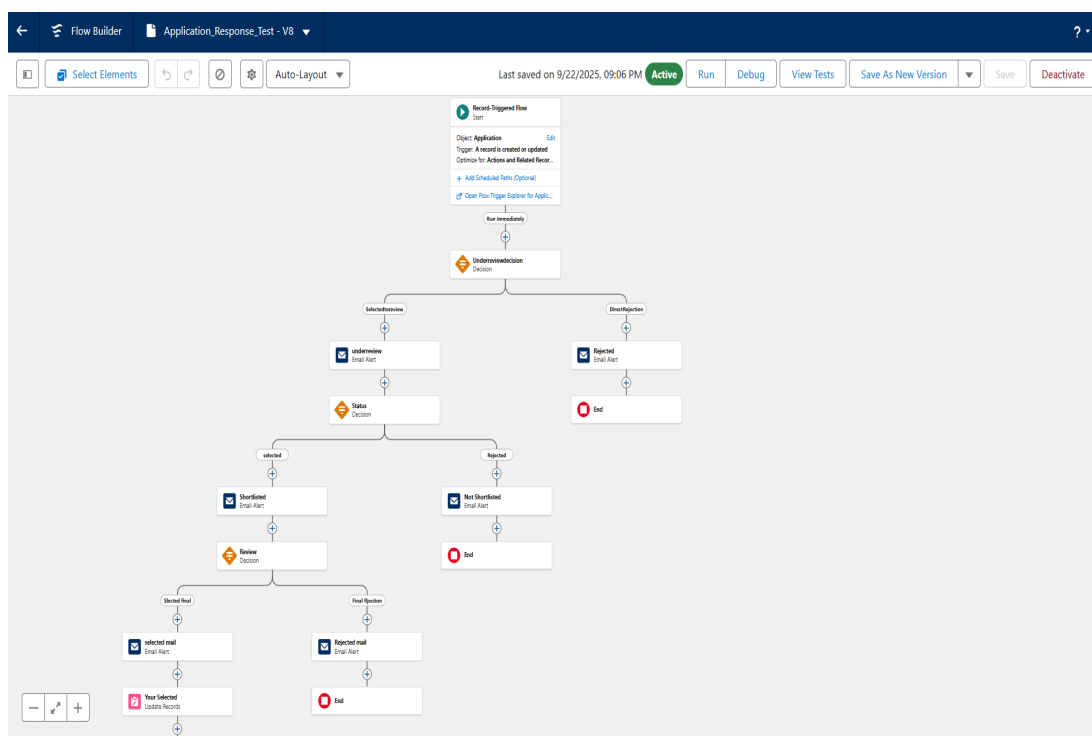 Flow Builder
Application_Response_Test - V8
?
Select Elements
Auto-Layout
Last saved on 9/22/2025, 09:06 PM
Active
Run
Debug
View Tests
Save As New Version
Save
Deactivate
Record-Triggered Flow
Start
Object: Application
Edit
Trigger: A record is created or updated
Optimize for: Actions and Related Recor...
+ Add Scheduled Paths (Optional)
Open Flow Trigger Explorer for Applic...
Run Immediately
Underreviewdecision
Decision
Selectedtoreview
DirectRejection
underreview
Email Alert
Rejected
Email Alert
Status
Decision
End
selected
Rejected
Shortlisted
Email Alert
Not Shortlisted
Email Alert
Review
Decision
End
Slected final
Final Rjection
selected mail
Email Alert
Rejected mail
Email Alert
Your Selected
Update Records
End